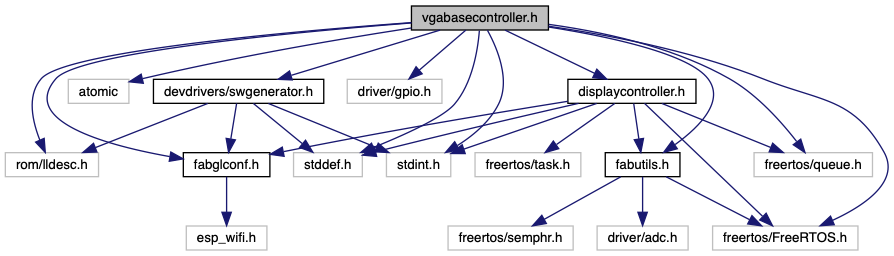 vgabasecontroller.h
atomic
devdrivers/swgenerator.h
driver/gpio.h
displaycontroller.h
rom/lldesc.h
fabglconf.h
stddef.h
stdint.h
freertos/task.h
fabutils.h
freertos/queue.h
esp_wifi.h
freertos/semphr.h
driver/adc.h
freertos/FreeRTOS.h